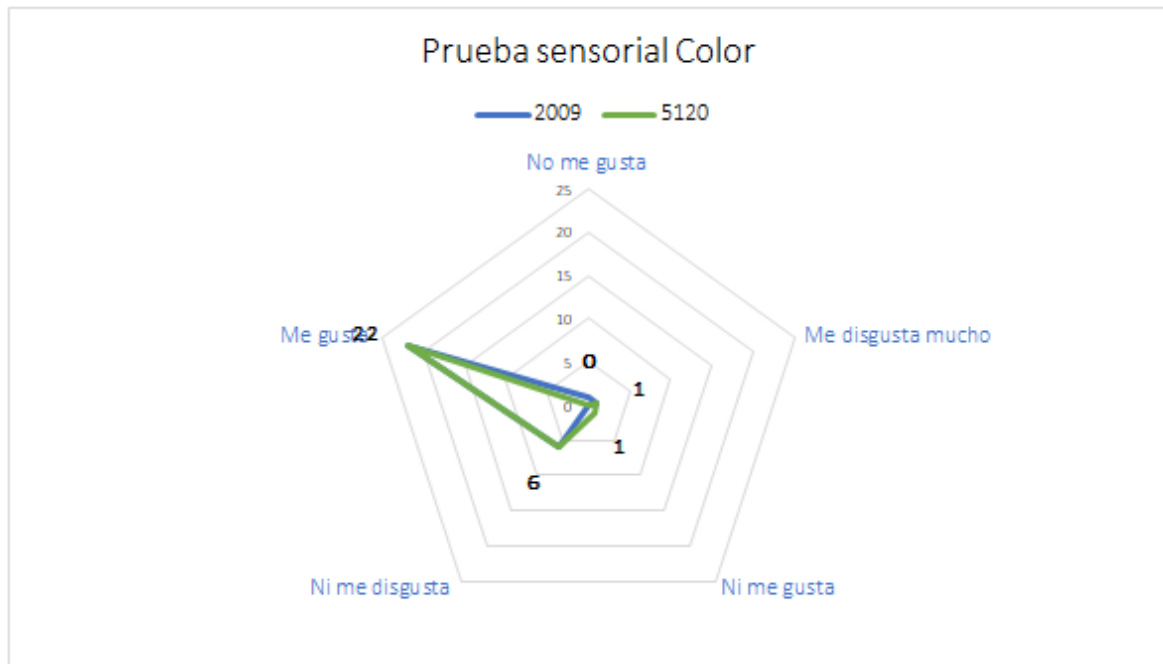 Prueba sensorial Color
2009 5120
No me gusta
25
20
15
10
5
0
0
Me gusta 22
Me disgusta mucho
1
1
6
Ni me disgusta
Ni me gusta